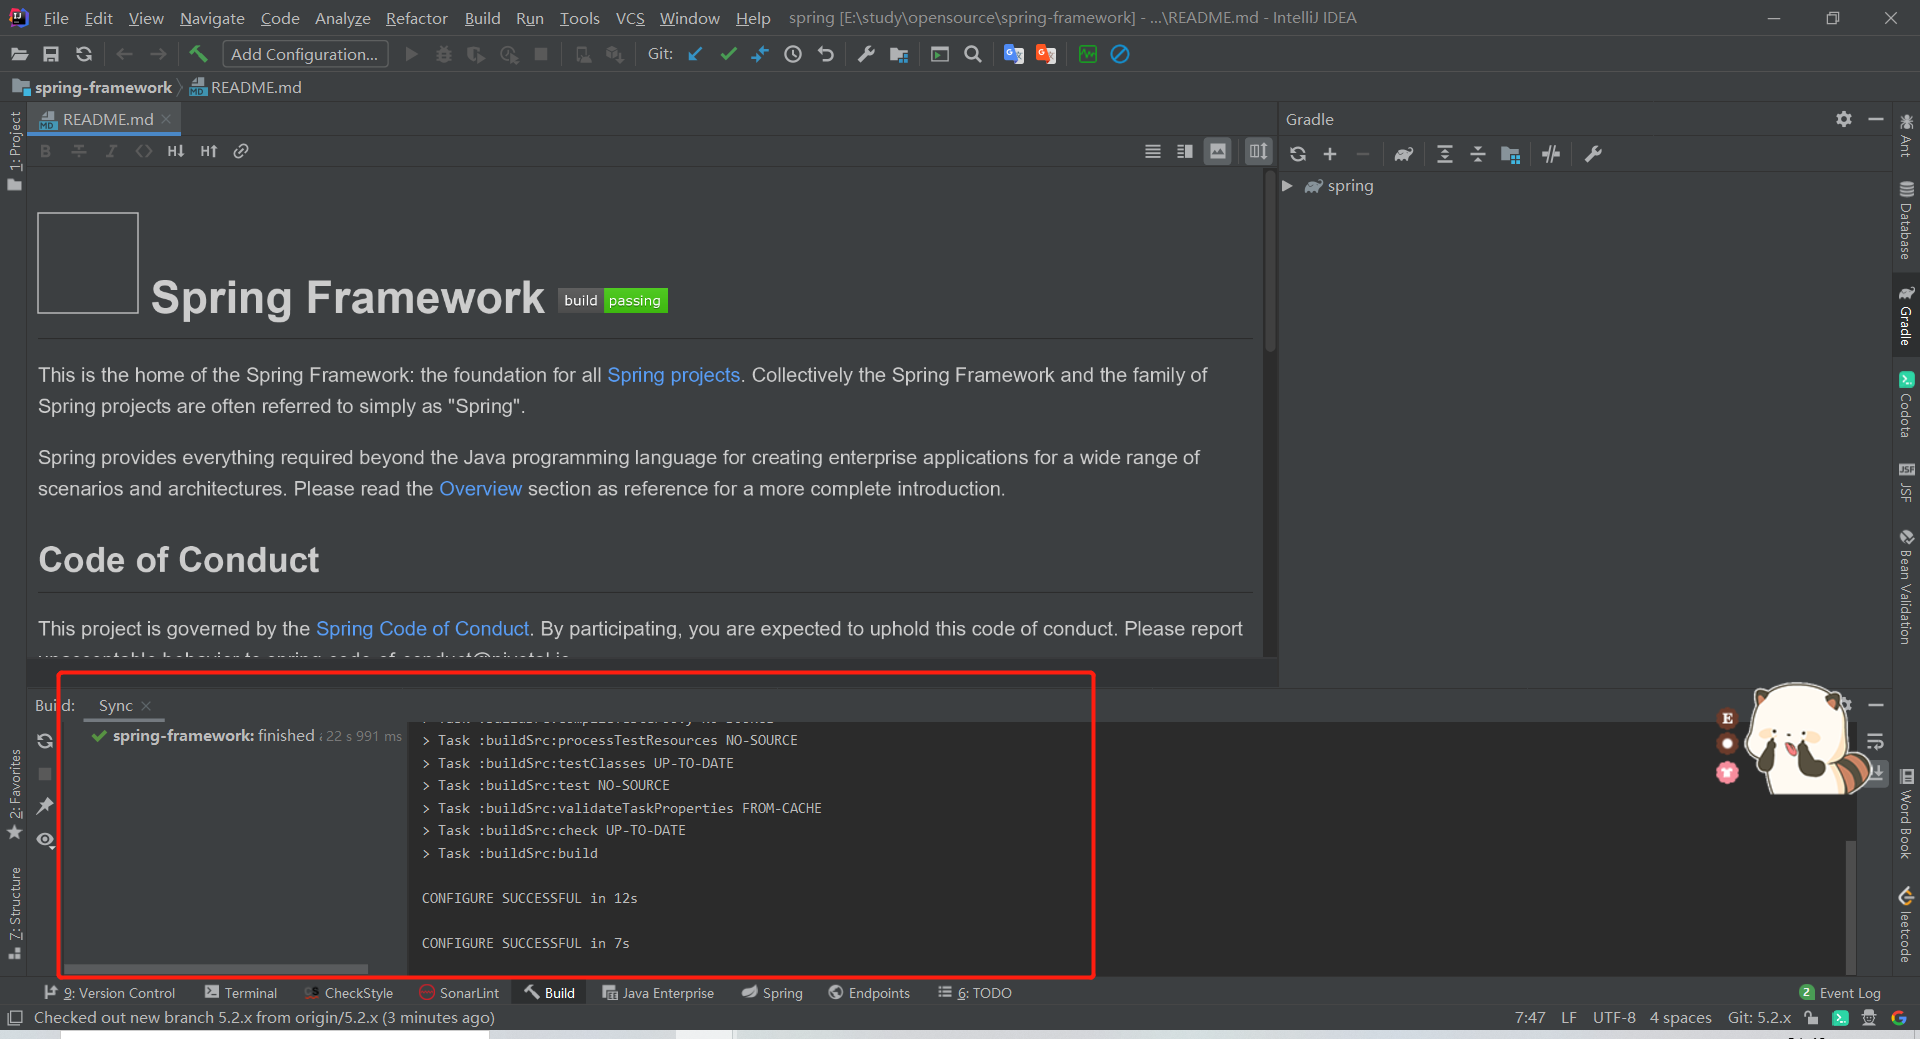 File Edit View Navigate Code Analyze Refactor Build Run Tools VCS Window Help spring [E:\study\opensource\spring-framework] - ...\README.md - IntelliJ IDEA
Add Configuration... Git:
spring-framework README.md
1: Project
README.md
B I <> H↓ H↑
Spring Framework build passing
This is the home of the Spring Framework: the foundation for all Spring projects. Collectively the Spring Framework and the family of
Spring projects are often referred to simply as "Spring".
Spring provides everything required beyond the Java programming language for creating enterprise applications for a wide range of
scenarios and architectures. Please read the Overview section as reference for a more complete introduction.
Code of Conduct
This project is governed by the Spring Code of Conduct. By participating, you are expected to uphold this code of conduct. Please report
Gradle
spring
Ant
Database
Gradle
Codota
JSF
Bean Validation
Word Book
leetcode
Build: Sync
spring-framework: finished
22 s 991 ms
> Task :buildSrc:processTestResources NO-SOURCE
> Task :buildSrc:testClasses UP-TO-DATE
> Task :buildSrc:test NO-SOURCE
> Task :buildSrc:validateTaskProperties FROM-CACHE
> Task :buildSrc:check UP-TO-DATE
> Task :buildSrc:build
CONFIGURE SUCCESSFUL in 12s
CONFIGURE SUCCESSFUL in 7s
E
2: Favorites
7: Structure
9: Version Control Terminal CheckStyle SonarLint Build Java Enterprise Spring Endpoints 6: TODO 2 Event Log
Checked out new branch 5.2.x from origin/5.2.x (3 minutes ago) 7:47 LF UTF-8 4 spaces Git: 5.2.x